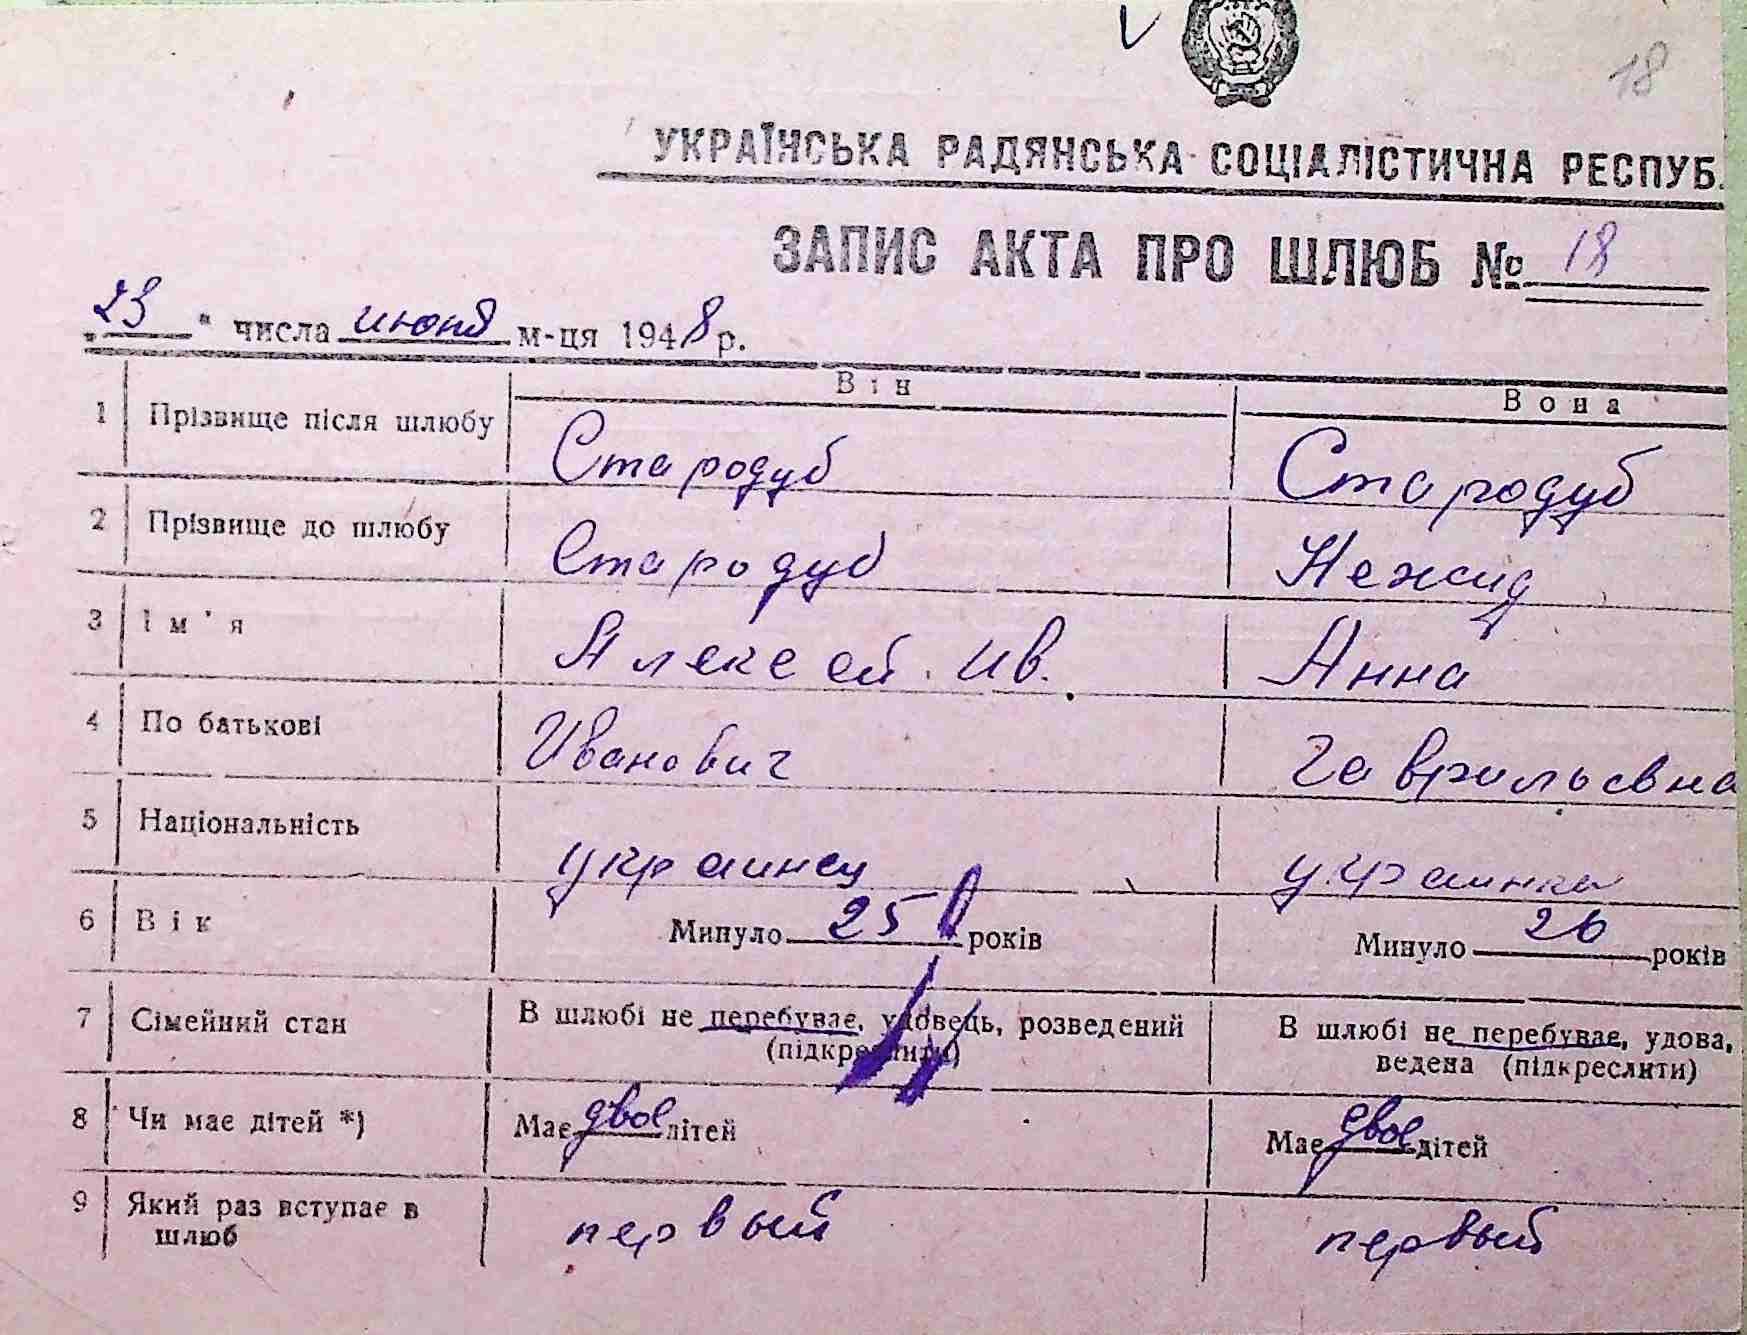 18
УКРАЇНСЬКА РАДЯНСЬКА СОЦІАЛІСТИЧНА РЕСПУБ.
ЗАПИС АКТА ПРО ШЛЮБ № 18
„23" числа июня м-ця 1948 р.
Він Вона
1 Прізвище після шлюбу Стародуб Стародуб
2 Прізвище до шлюбу Стародуб Нежид
3 Ім'я Алексей. Ив. Анна
4 По батькові Иванович Гаврильевна
5 Національність украинец украинка
6 Вік Минуло 25 років Минуло 26 років
7 Сімейний стан В шлюбі не перебуває, удовець, розведений (підкреслити) В шлюбі не перебуває, удова, ведена (підкреслити)
8 Чи має дітей *) Має двое дітей Має двое дітей
9 Який раз вступає в шлюб первый первый